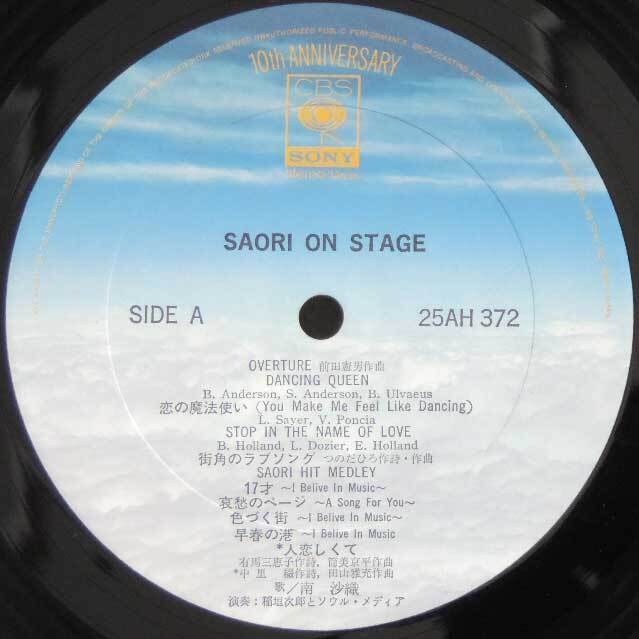 10th ANNIVERSARY
CBS
SONY
SAORI ON STAGE
SIDE A
25AH 372
OVERTURE 前田憲男作曲
DANCING QUEEN
B. Anderson, S. Anderson, B. Ulvaeus
恋の魔法使い (You Make Me Feel Like Dancing)
L. Sayer, V. Poncia
STOP IN THE NAME OF LOVE
B. Holland, L. Dozier, E. Holland
街角のラブソング つのだひろ作詩・作曲
SAORI HIT MEDLEY
17才 ~I Belive In Music~
哀愁のページ ~A Song For You~
色づく街 ~I Belive In Music~
早春の港 ~I Belive In Music
*人恋しくて
有馬三恵子作詩, 筒美京平作曲
*中里 綴作詩, 田山雅充作曲
歌/南 沙織
演奏:稲垣次郎とソウル・メディア